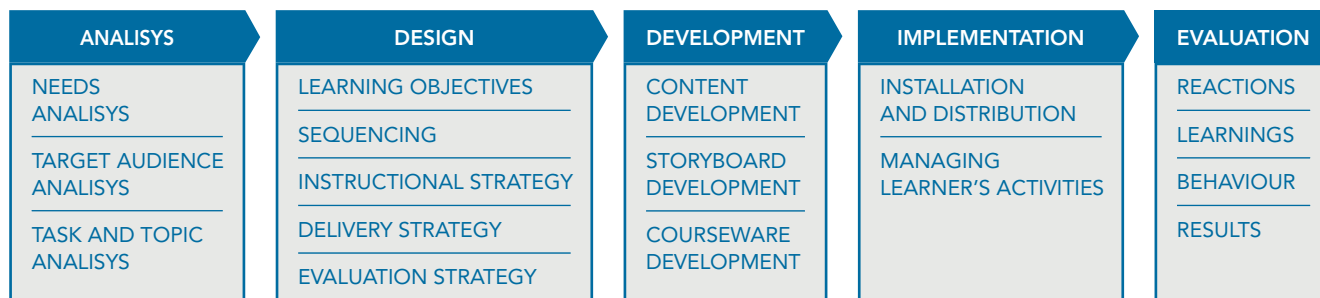 ANALISYS
NEEDS
ANALISYS
TARGET AUDIENCE
ANALISYS
TASK AND TOPIC
ANALISYS
DESIGN
LEARNING OBJECTIVES
SEQUENCING
INSTRUCTIONAL STRATEGY
DELIVERY STRATEGY
EVALUATION STRATEGY
DEVELOPMENT
CONTENT
DEVELOPMENT
STORYBOARD
DEVELOPMENT
COURSEWARE
DEVELOPMENT
IMPLEMENTATION
INSTALLATION
AND DISTRIBUTION
MANAGING
LEARNER'S ACTIVITIES
EVALUATION
REACTIONS
LEARNINGS
BEHAVIOUR
RESULTS